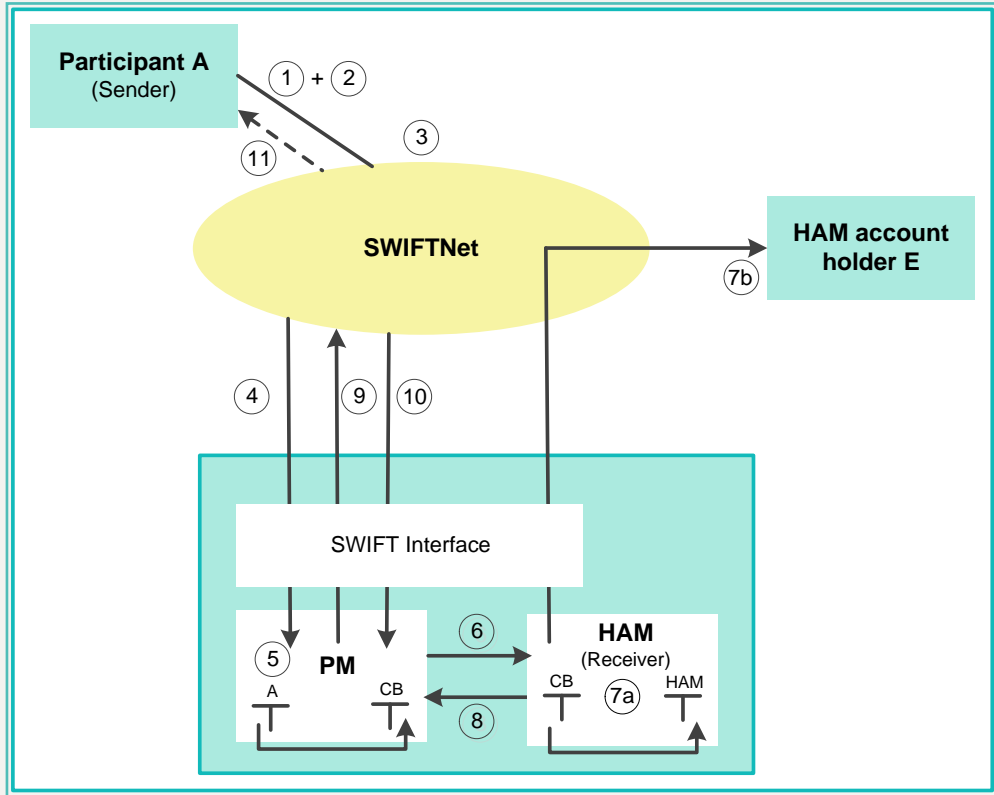 Participant A
(Sender)
1 + 2
3
11
SWIFTNet
HAM account
holder E
7b
4
9
10
SWIFT Interface
5
PM
6
HAM
(Receiver)
A
CB
8
CB
7a
HAM